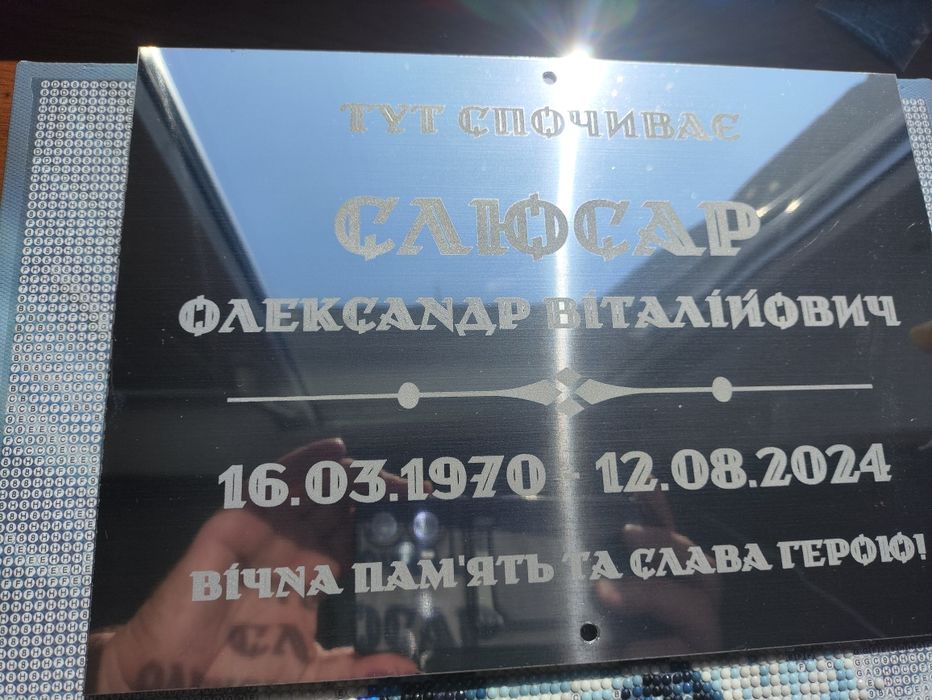 ТУТ СПОЧИВАЄ
СЛЮСАР
ОЛЕКСАНДР ВІТАЛІЙОВИЧ
16.03.1970 - 12.08.2024
ВІЧНА ПАМ'ЯТЬ ТА СЛАВА ГЕРОЮ!